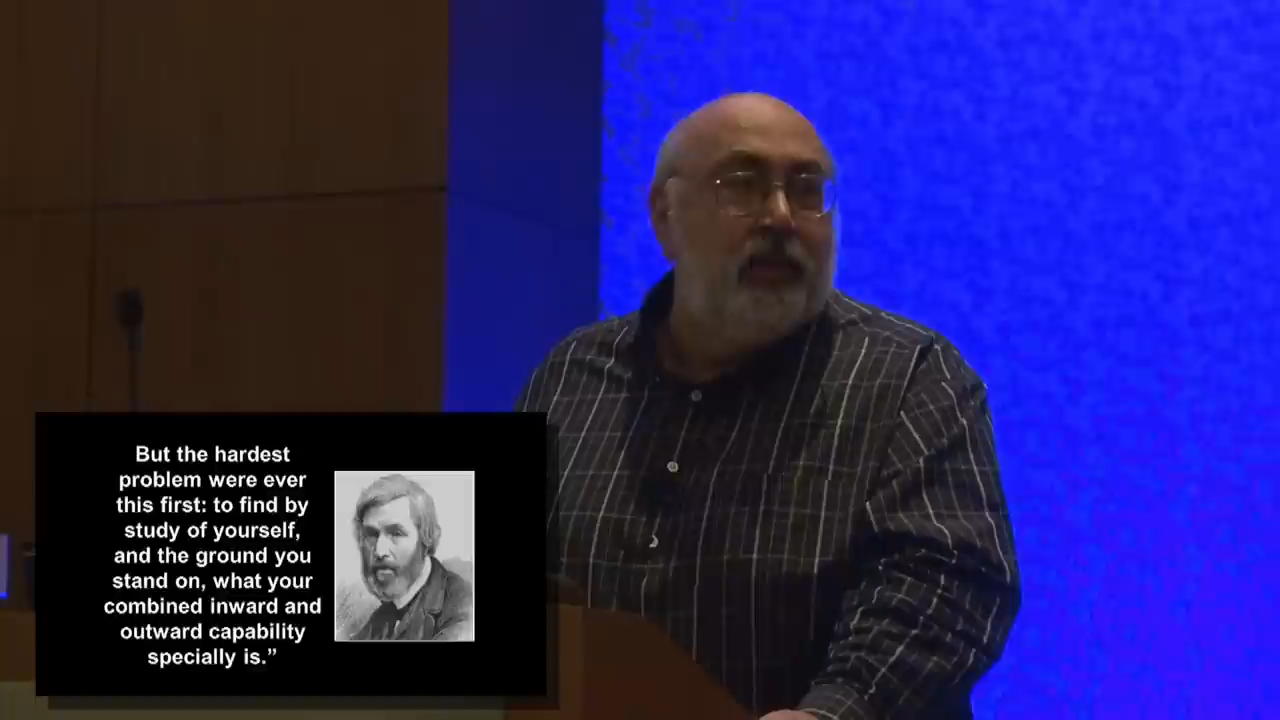 But the hardest
problem were ever
this first: to find by
study of yourself,
and the ground you
stand on, what your
combined inward and
outward capability
specially is.”